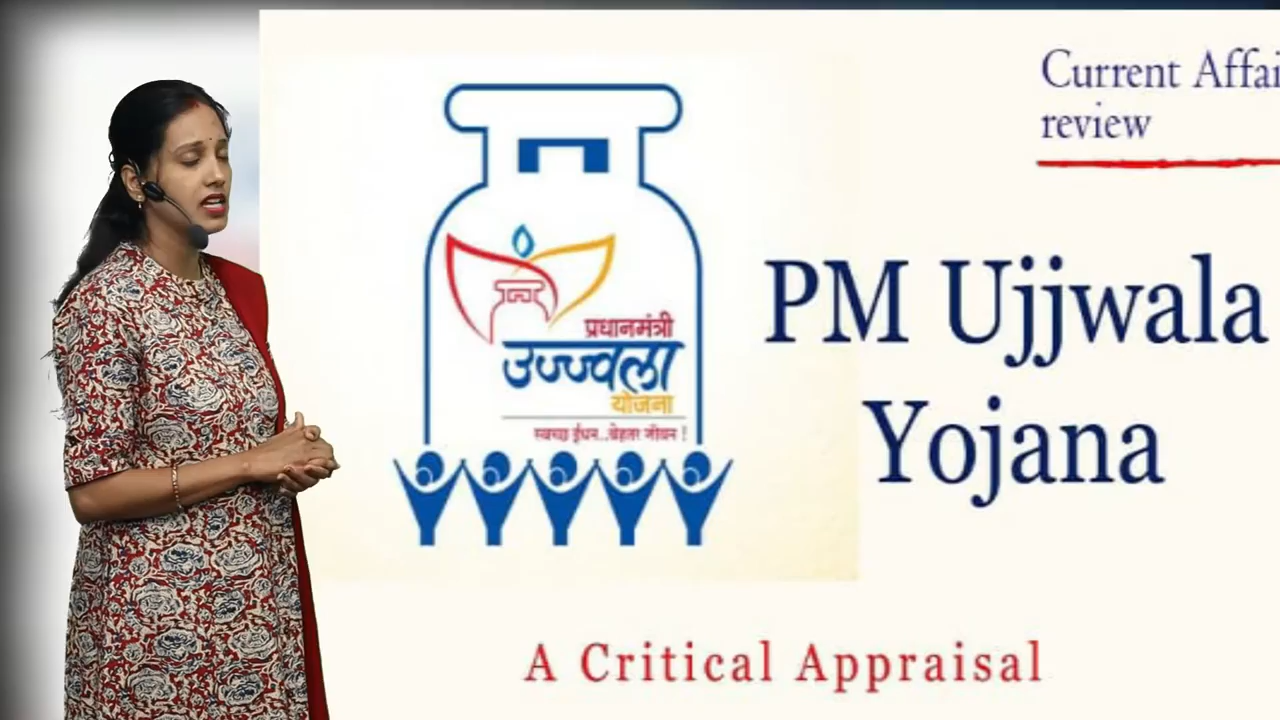 Current Affai
review
प्रधानमंत्री
उज्ज्वला
योजना
स्वच्छ ईंधन..बेहतर जीवन !
PM Ujjwala
Yojana
A Critical Appraisal